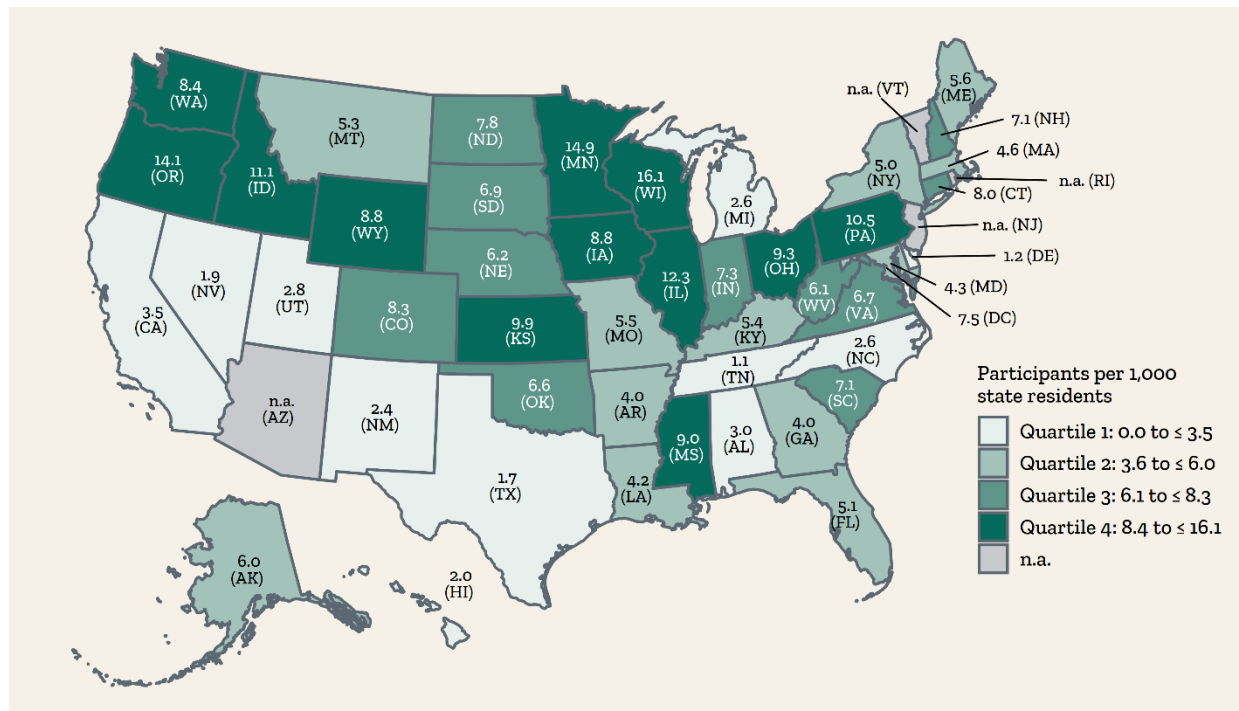 8.4
(WA)
14.1
(OR)
11.1
(ID)
5.3
(MT)
8.8
(WY)
7.8
(ND)
6.9
(SD)
6.2
(NE)
14.9
(MN)
16.1
(WI)
8.8
(IA)
2.6
(MI)
12.3
(IL)
7.3
(IN)
9.3
(OH)
10.5
(PA)
5.0
(NY)
n.a. (VT)
5.6
(ME)
7.1 (NH)
4.6 (MA)
n.a. (RI)
8.0 (CT)
n.a. (NJ)
1.2 (DE)
4.3 (MD)
7.5 (DC)
3.5
(CA)
1.9
(NV)
2.8
(UT)
8.3
(CO)
9.9
(KS)
5.5
(MO)
5.4
(KY)
6.1
(WV)
6.7
(VA)
n.a.
(AZ)
2.4
(NM)
6.6
(OK)
4.0
(AR)
1.1
(TN)
2.6
(NC)
7.1
(SC)
1.7
(TX)
4.2
(LA)
9.0
(MS)
3.0
(AL)
4.0
(GA)
5.1
(FL)
6.0
(AK)
2.0
(HI)
Participants per 1,000
state residents
Quartile 1: 0.0 to ≤ 3.5
Quartile 2: 3.6 to ≤ 6.0
Quartile 3: 6.1 to ≤ 8.3
Quartile 4: 8.4 to ≤ 16.1
n.a.